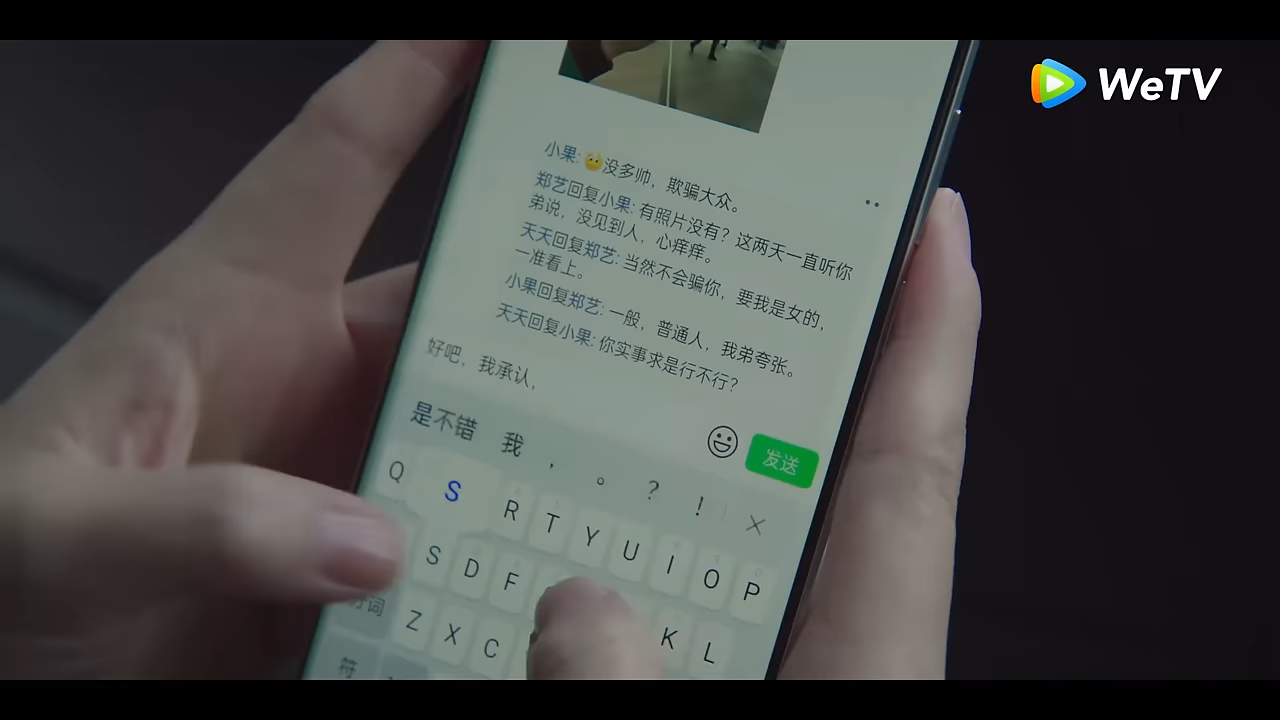 WeTV
小果: 没多帅，欺骗大众。
郑艺回复小果: 有照片没有？这两天一直听你
弟说，没见到人，心痒痒。
天天回复郑艺: 当然不会骗你，要我是女的，
一准看上。
小果回复郑艺: 一般，普通人，我弟夸张。
天天回复小果: 你实事求是行不行?
好吧，我承认，
发送
是不错 我 ， 。 ？ ！
Q S R T Y U I O P
S D F K L
Z X C
符